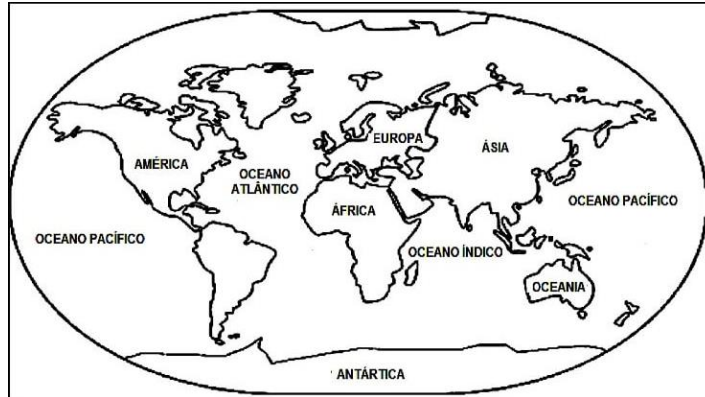 EUROPA
AMÉRICA
ÁSIA
OCEANO
ATLÂNTICO
OCEANO PACÍFICO
ÁFRICA
OCEANO PACÍFICO
OCEANO ÍNDICO
OCEANIA
ANTÁRTICA